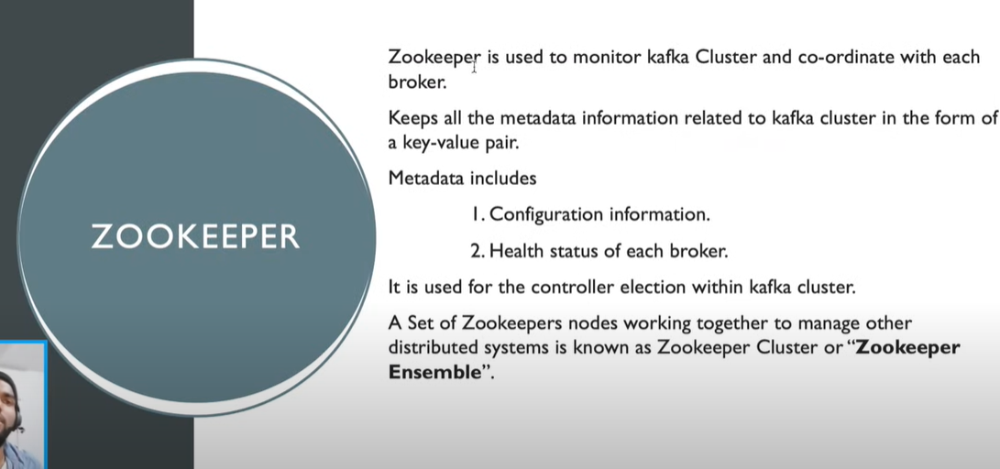 ZOOKEEPER
Zookeeper is used to monitor kafka Cluster and co-ordinate with each
broker.
Keeps all the metadata information related to kafka cluster in the form of
a key-value pair.
Metadata includes
1. Configuration information.
2. Health status of each broker.
It is used for the controller election within kafka cluster.
A Set of Zookeepers nodes working together to manage other
distributed systems is known as Zookeeper Cluster or “Zookeeper
Ensemble”.